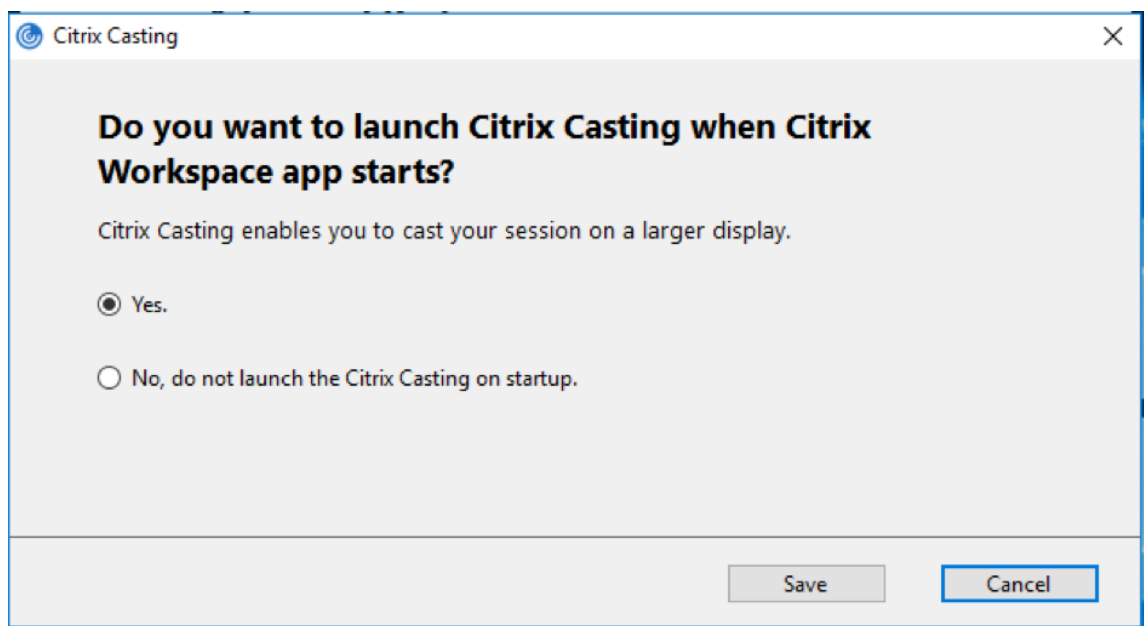 Citrix Casting
Do you want to launch Citrix Casting when Citrix
Workspace app starts?
Citrix Casting enables you to cast your session on a larger display.
Yes.
No, do not launch the Citrix Casting on startup.
Save
Cancel